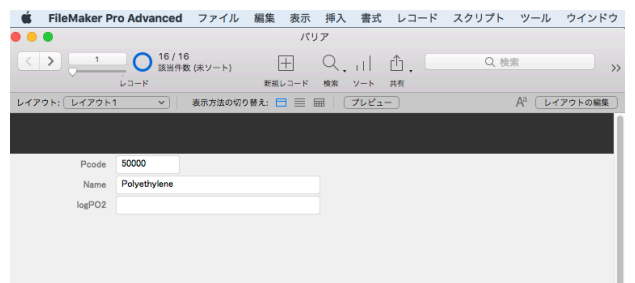 FileMaker Pro Advanced ファイル 編集 表示 挿入 書式 レコード スクリプト ツール ウインドウ
バリア
1 16 / 16
該当件数 (未ソート)
レコード 新規レコード 検索 ソート 共有
検索
レイアウト: レイアウト1 表示方法の切り替え: プレビュー Aa レイアウトの編集
Pcode 50000
Name Polyethylene
logPO2